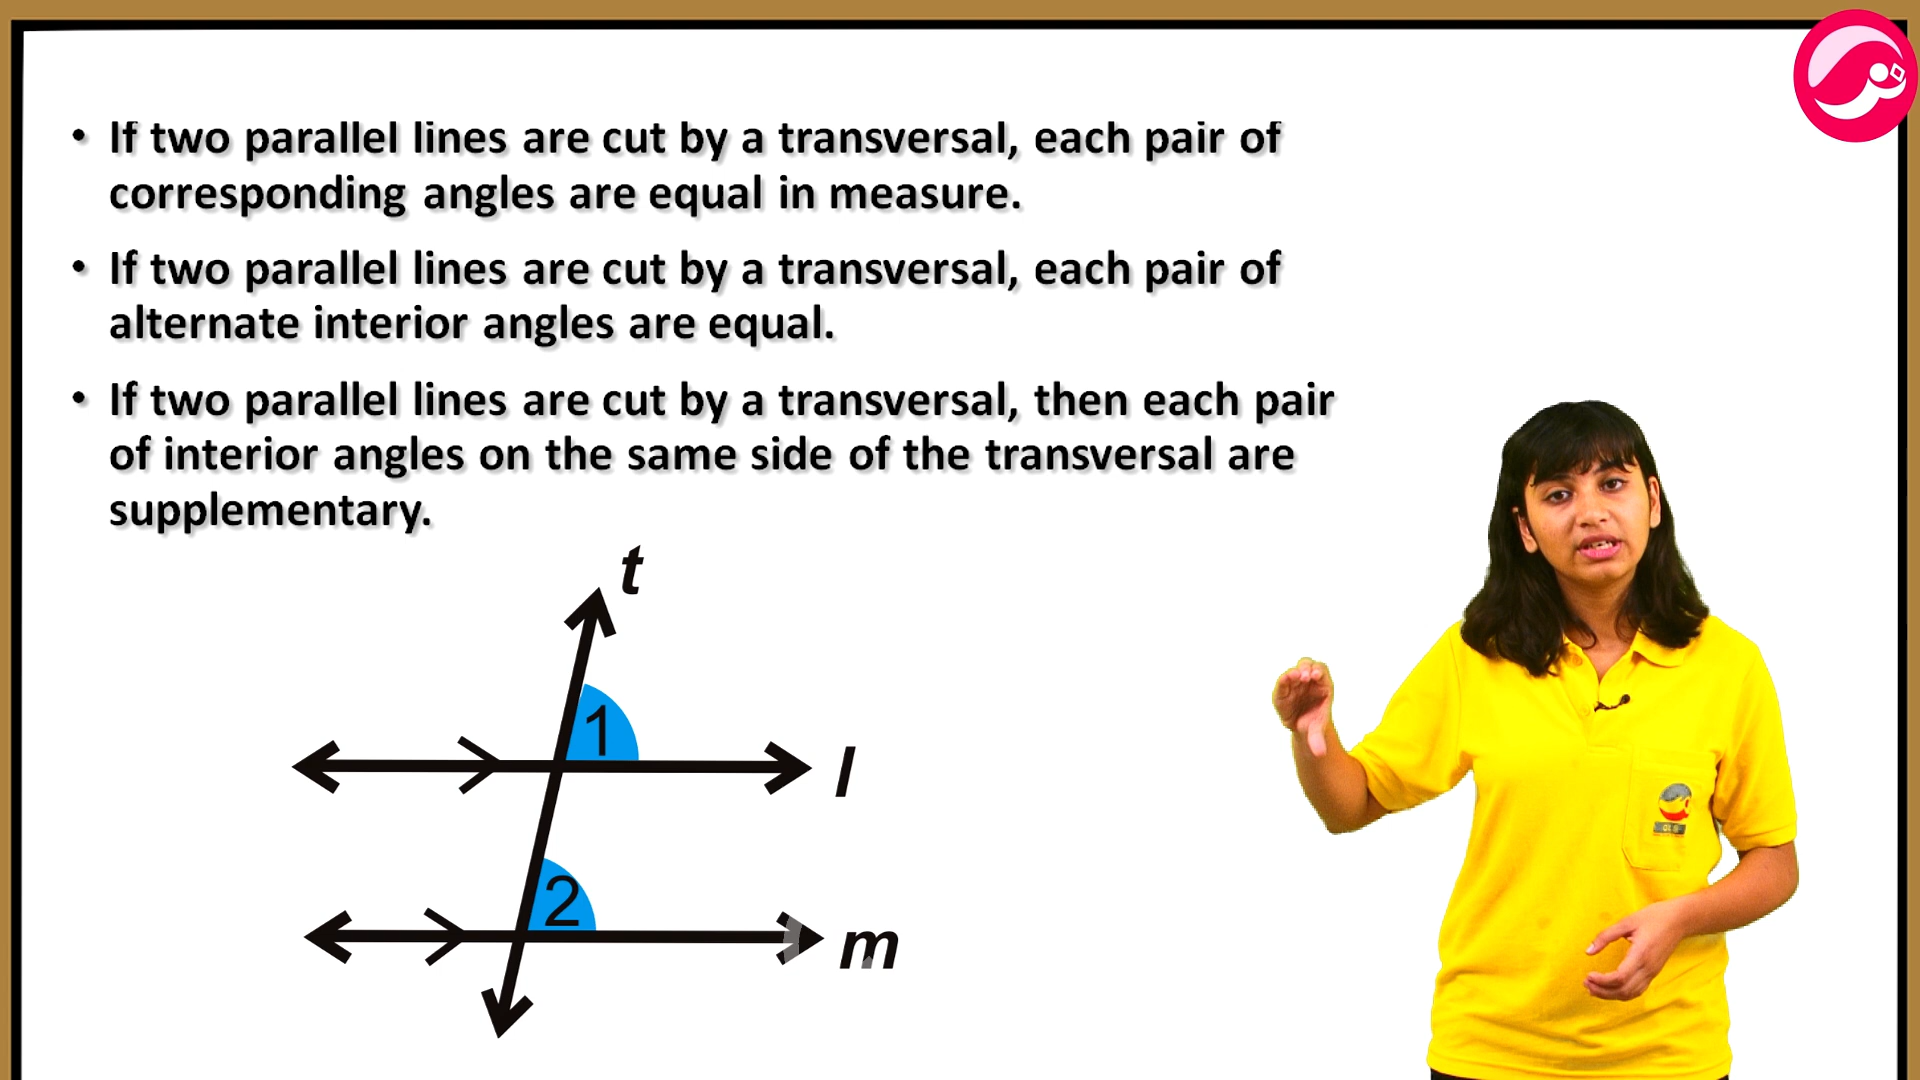 • If two parallel lines are cut by a transversal, each pair of
corresponding angles are equal in measure.
• If two parallel lines are cut by a transversal, each pair of
alternate interior angles are equal.
• If two parallel lines are cut by a transversal, then each pair
of interior angles on the same side of the transversal are
supplementary.
t
1
l
2
m